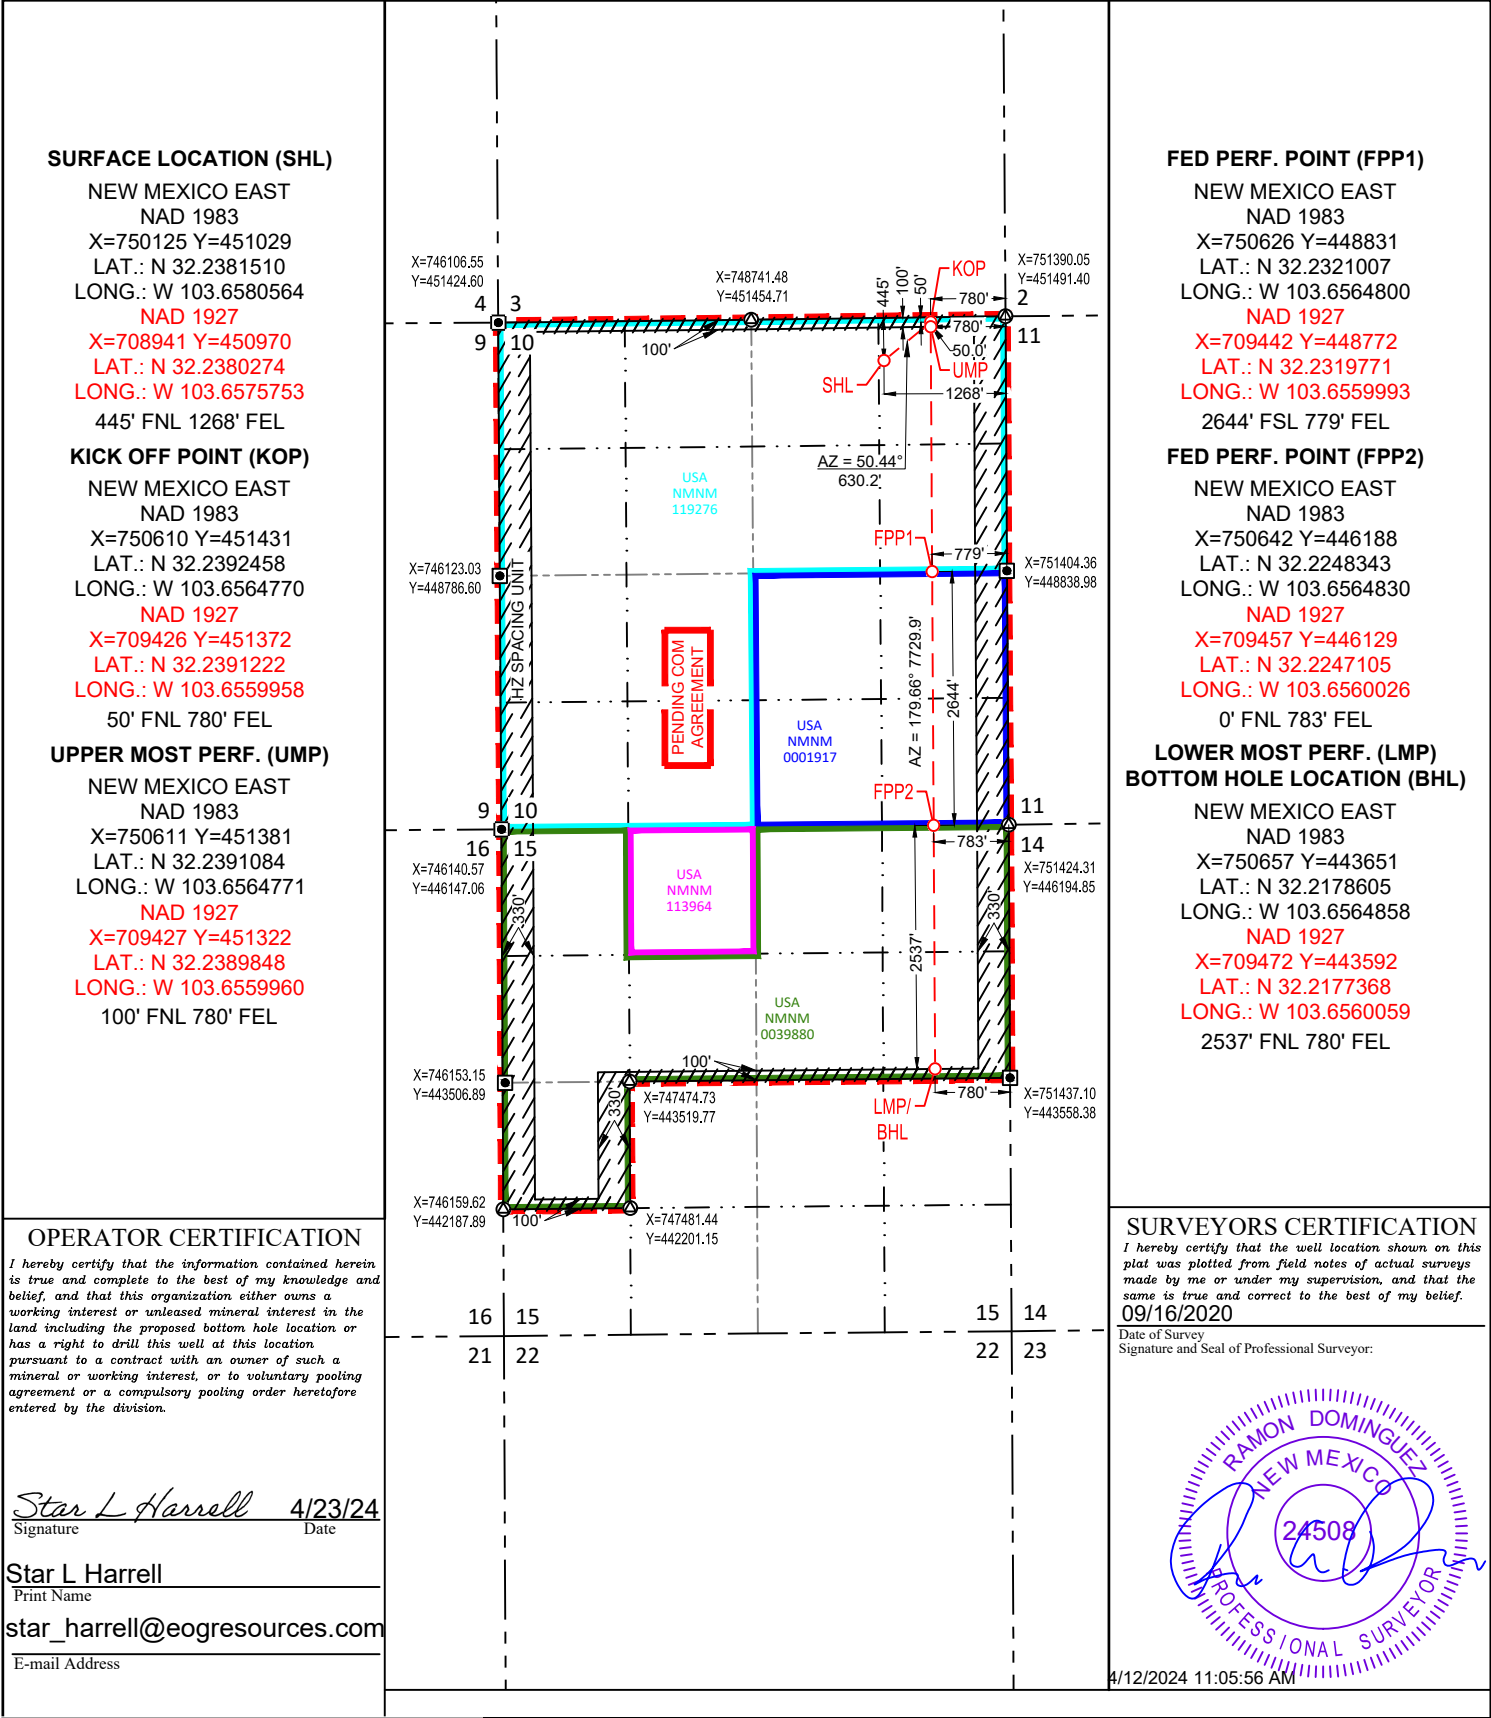 SURFACE LOCATION (SHL)
NEW MEXICO EAST
NAD 1983
X=750125 Y=451029
LAT.: N 32.2381510
LONG.: W 103.6580564
NAD 1927
X=708941 Y=450970
LAT.: N 32.2380274
LONG.: W 103.6575753
445' FNL 1268' FEL
KICK OFF POINT (KOP)
NEW MEXICO EAST
NAD 1983
X=750610 Y=451431
LAT.: N 32.2392458
LONG.: W 103.6564770
NAD 1927
X=709426 Y=451372
LAT.: N 32.2391222
LONG.: W 103.6559958
50' FNL 780' FEL
UPPER MOST PERF. (UMP)
NEW MEXICO EAST
NAD 1983
X=750611 Y=451381
LAT.: N 32.2391084
LONG.: W 103.6564771
NAD 1927
X=709427 Y=451322
LAT.: N 32.2389848
LONG.: W 103.6559960
100' FNL 780' FEL
OPERATOR CERTIFICATION
I hereby certify that the information contained herein
is true and complete to the best of my knowledge and
belief, and that this organization either owns a
working interest or unleased mineral interest in the
land including the proposed bottom hole location or
has a right to drill this well at this location
pursuant to a contract with an owner of such a
mineral or working interest, or to voluntary pooling
agreement or a compulsory pooling order heretofore
entered by the division.
Star L Harrell 4/23/24
Signature Date
Star L Harrell
Print Name
star_harrell@eogresources.com
E-mail Address
X=746106.55
Y=451424.60
X=748741.48
Y=451454.71
X=751390.05
Y=451491.40
KOP
445'
100'
50'
780'
4 3
2
9 10
11
100'
780'
50.0'
UMP
SHL
1268'
AZ = 50.44°
630.2'
USA
NMNM
119276
FPP1
779'
X=746123.03
Y=448786.60
X=751404.36
Y=448838.98
HZ SPACING UNIT
PENDING COM
AGREEMENT
AZ = 179.66° 7729.9'
2644'
USA
NMNM
0001917
FPP2
9 10
11
16 15
14
783'
X=746140.57
Y=446147.06
X=751424.31
Y=446194.85
USA
NMNM
113964
330'
330'
2537'
USA
NMNM
0039880
100'
X=746153.15
Y=443506.89
330'
X=747474.73
Y=443519.77
LMP/
BHL
780'
X=751437.10
Y=443558.38
X=746159.62
Y=442187.89
100'
X=747481.44
Y=442201.15
16 15
15 14
21 22
22 23
FED PERF. POINT (FPP1)
NEW MEXICO EAST
NAD 1983
X=750626 Y=448831
LAT.: N 32.2321007
LONG.: W 103.6564800
NAD 1927
X=709442 Y=448772
LAT.: N 32.2319771
LONG.: W 103.6559993
2644' FSL 779' FEL
FED PERF. POINT (FPP2)
NEW MEXICO EAST
NAD 1983
X=750642 Y=446188
LAT.: N 32.2248343
LONG.: W 103.6564830
NAD 1927
X=709457 Y=446129
LAT.: N 32.2247105
LONG.: W 103.6560026
0' FNL 783' FEL
LOWER MOST PERF. (LMP)
BOTTOM HOLE LOCATION (BHL)
NEW MEXICO EAST
NAD 1983
X=750657 Y=443651
LAT.: N 32.2178605
LONG.: W 103.6564858
NAD 1927
X=709472 Y=443592
LAT.: N 32.2177368
LONG.: W 103.6560059
2537' FNL 780' FEL
SURVEYORS CERTIFICATION
I hereby certify that the well location shown on this
plat was plotted from field notes of actual surveys
made by me or under my supervision, and that the
same is true and correct to the best of my belief.
09/16/2020
Date of Survey
Signature and Seal of Professional Surveyor:
RAMON DOMINGUEZ
NEW MEXICO
24508
PROFESSIONAL SURVEYOR
4/12/2024 11:05:56 AM